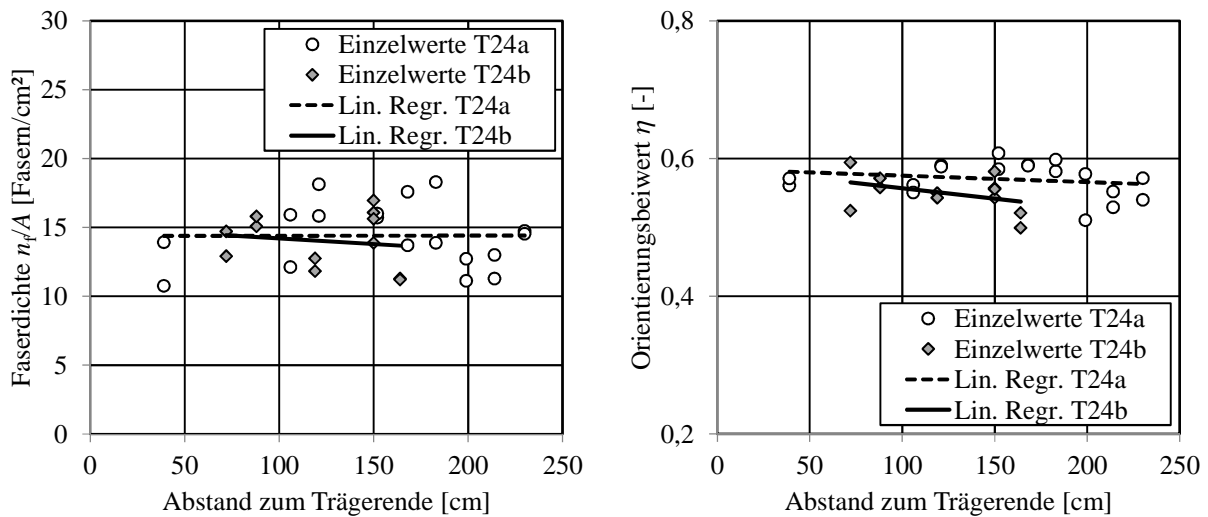 Faserdichte n_f/A [Fasern/cm²]
30
25
20
15
10
5
0
Einzelwerte T24a
Einzelwerte T24b
Lin. Regr. T24a
Lin. Regr. T24b
0 50 100 150 200 250
Abstand zum Trägerende [cm]
Orientierungsbeiwert η [-]
0,8
0,6
0,4
0,2
Einzelwerte T24a
Einzelwerte T24b
Lin. Regr. T24a
Lin. Regr. T24b
0 50 100 150 200 250
Abstand zum Trägerende [cm]